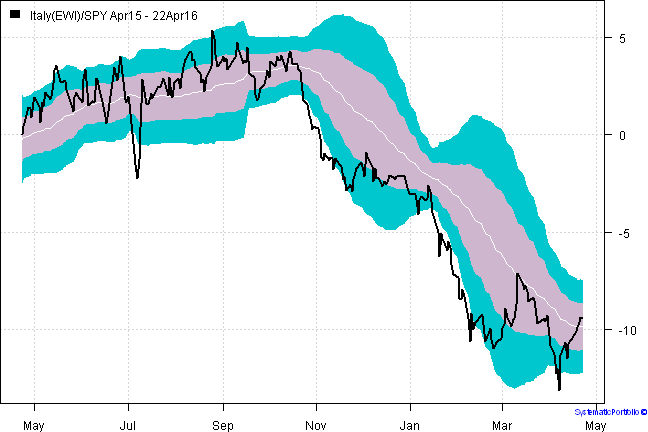 Italy(EWI)/SPY Apr15 - 22Apr16
5
0
-5
-10
SystematicPortfolio ©
May Jul Sep Nov Jan Mar May